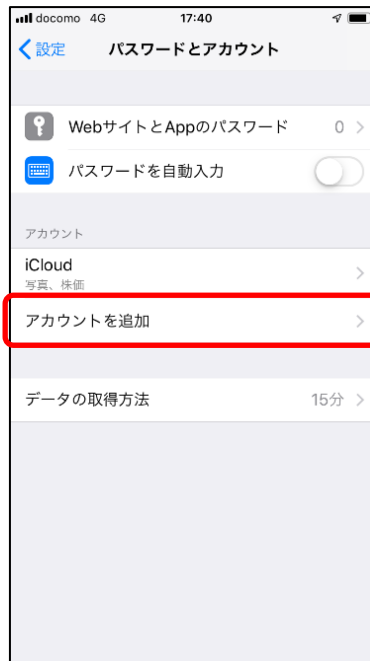 docomo 4G 17:40
設定 パスワードとアカウント
WebサイトとAppのパスワード 0
パスワードを自動入力
アカウント
iCloud
写真、株価
アカウントを追加
データの取得方法 15分